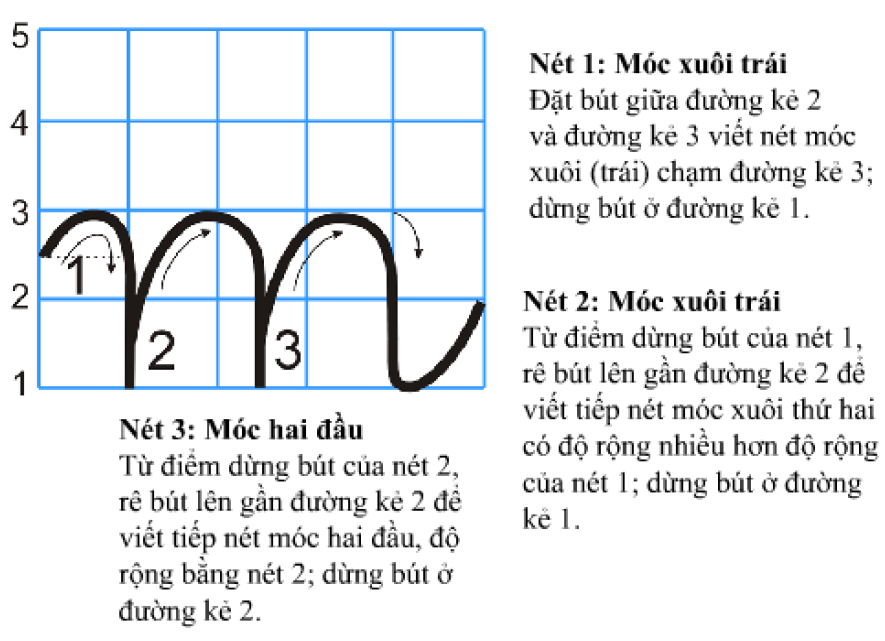 5
4
3
2
1
1
2
3
Nét 1: Móc xuôi trái
Đặt bút giữa đường kẻ 2
và đường kẻ 3 viết nét móc
xuôi (trái) chạm đường kẻ 3;
dừng bút ở đường kẻ 1.
Nét 2: Móc xuôi trái
Từ điểm dừng bút của nét 1,
rê bút lên gần đường kẻ 2 để
viết tiếp nét móc xuôi thứ hai
có độ rộng nhiều hơn độ rộng
của nét 1; dừng bút ở đường
kẻ 1.
Nét 3: Móc hai đầu
Từ điểm dừng bút của nét 2,
rê bút lên gần đường kẻ 2 để
viết tiếp nét móc hai đầu, độ
rộng bằng nét 2; dừng bút ở
đường kẻ 2.